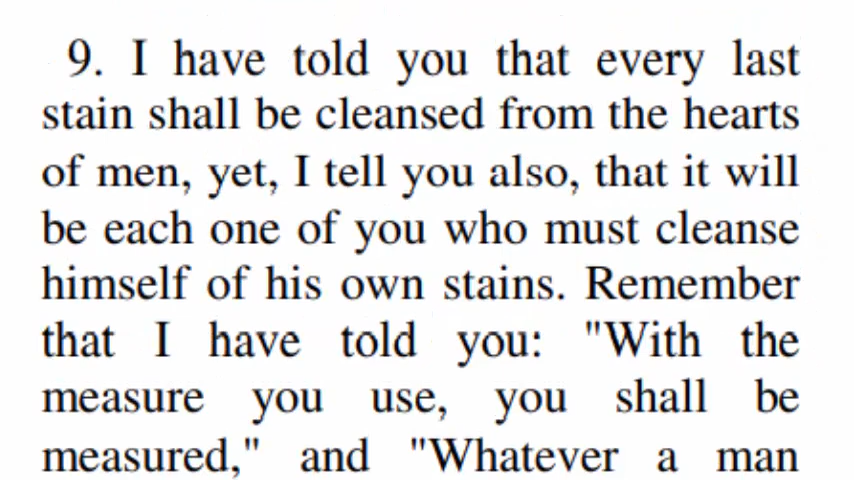 9. I have told you that every last
stain shall be cleansed from the hearts
of men, yet, I tell you also, that it will
be each one of you who must cleanse
himself of his own stains. Remember
that I have told you: "With the
measure you use, you shall be
measured," and "Whatever a man